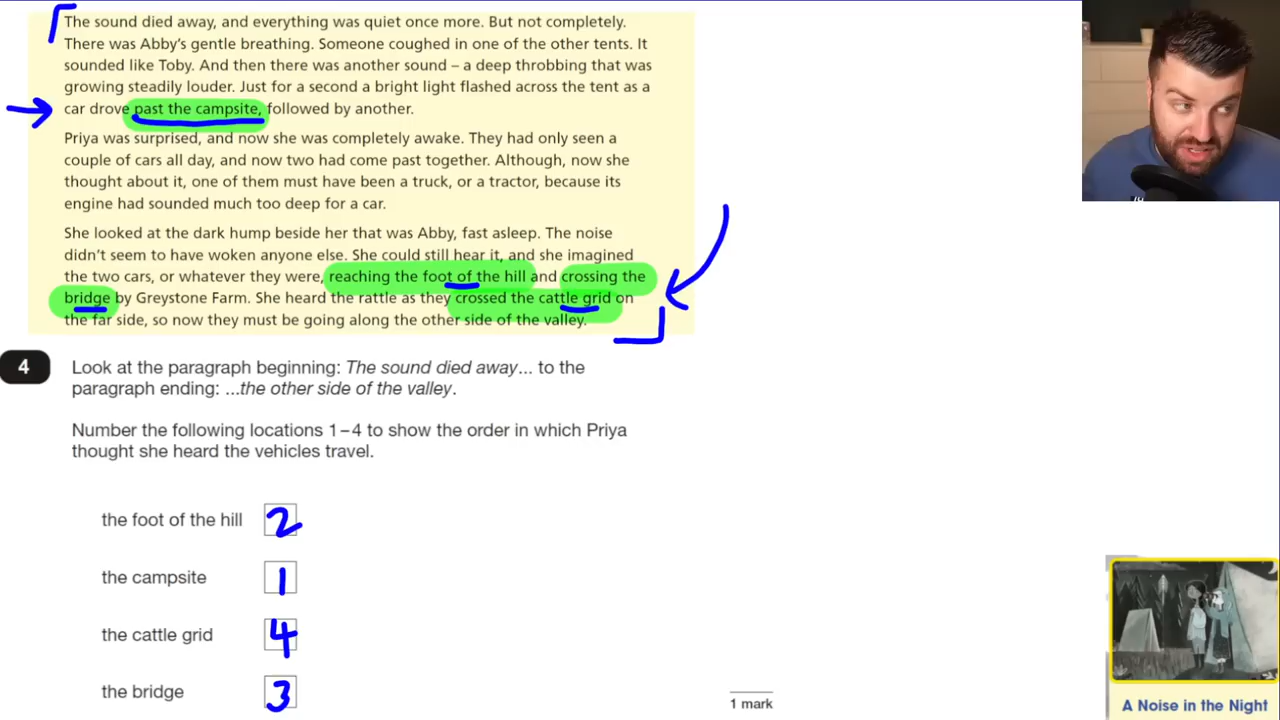 The sound died away, and everything was quiet once more. But not completely.
There was Abby's gentle breathing. Someone coughed in one of the other tents. It
sounded like Toby. And then there was another sound – a deep throbbing that was
growing steadily louder. Just for a second a bright light flashed across the tent as a
car drove past the campsite, followed by another.
Priya was surprised, and now she was completely awake. They had only seen a
couple of cars all day, and now two had come past together. Although, now she
thought about it, one of them must have been a truck, or a tractor, because its
engine had sounded much too deep for a car.
She looked at the dark hump beside her that was Abby, fast asleep. The noise
didn't seem to have woken anyone else. She could still hear it, and she imagined
the two cars, or whatever they were, reaching the foot of the hill and crossing the
bridge by Greystone Farm. She heard the rattle as they crossed the cattle grid on
the far side, so now they must be going along the other side of the valley.
4
Look at the paragraph beginning: The sound died away... to the
paragraph ending: ...the other side of the valley.
Number the following locations 1–4 to show the order in which Priya
thought she heard the vehicles travel.
the foot of the hill 2
the campsite 1
the cattle grid 4
the bridge 3
1 mark
A Noise in the Night